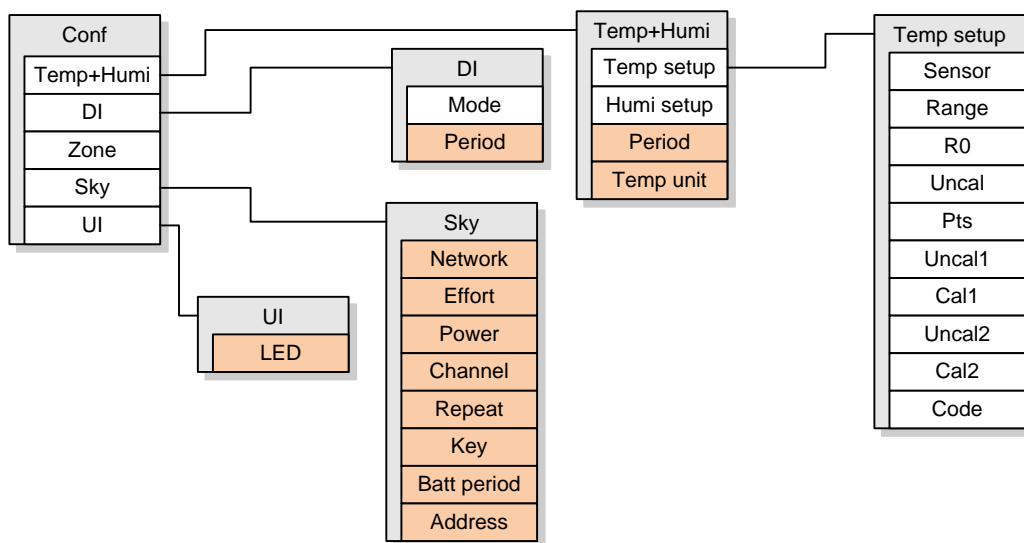 Conf
Temp+Humi
DI
Zone
Sky
UI
DI
Mode
Period
Temp+Humi
Temp setup
Humi setup
Period
Temp unit
Temp setup
Sensor
Range
R0
Uncal
Pts
Uncal1
Cal1
Uncal2
Cal2
Code
Sky
Network
Effort
Power
Channel
Repeat
Key
Batt period
Address
UI
LED